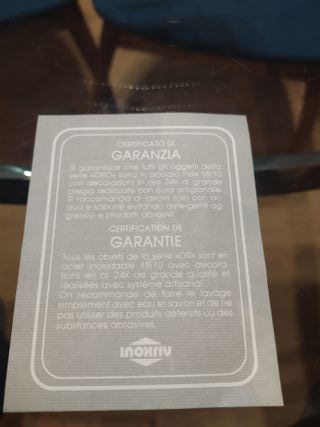 CERTIFICATO DI
GARANZIA
Si garantisce che tutti gli oggetti della
serie «ORO» sono in acciaio inox 18/10
con decorazioni in oro 24K di grande
pregio realizzate con cura artigianale.
Si raccomanda di lavarli solo con ac
qua e sapone evitando detergenti ag
gressivi e prodotti abrasivi.
CERTIFICATION DE
GARANTIE
Tous les objets de la serie «OR» sont en
acier inoxidable 18/10 avec decora
tions en or 24K de grande qualité et
réalisées avec système artisanal.
On recommande de faire le lavage
simplement avec eau et savon et de ne
pas utiliser des produits détersifs ou des
substances abrasives.
INOXRIV